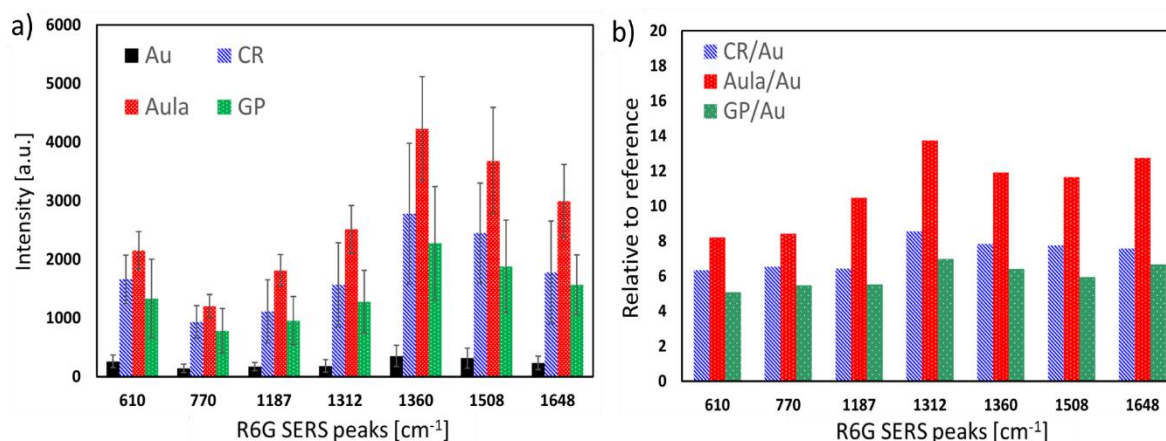 a)
6000
5000
4000
3000
2000
1000
0
Intensity [a.u.]
Au
CR
Aula
GP
610 770 1187 1312 1360 1508 1648
R6G SERS peaks [cm⁻¹]
b)
20
18
16
14
12
10
8
6
4
2
0
Relative to reference
CR/Au
Aula/Au
GP/Au
610 770 1187 1312 1360 1508 1648
R6G SERS peaks [cm⁻¹]